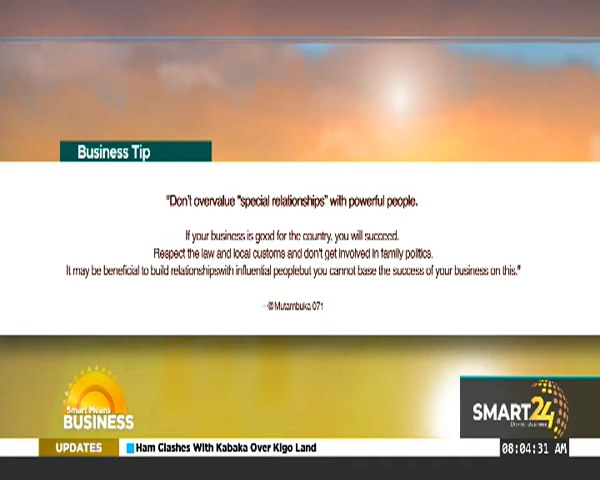 Business Tip
"Don't overvalue "special relationships" with powerful people.
If your business is good for the country, you will succeed.
Respect the law and local customs and don't get involved in family politics.
It may be beneficial to build relationshipswith influential peoplebut you cannot base the success of your business on this."
--@Mutambuka 071
Smart Means
BUSINESS
SMART24
UPDATES
Ham Clashes With Kabaka Over Kigo Land
08:04:31 AM